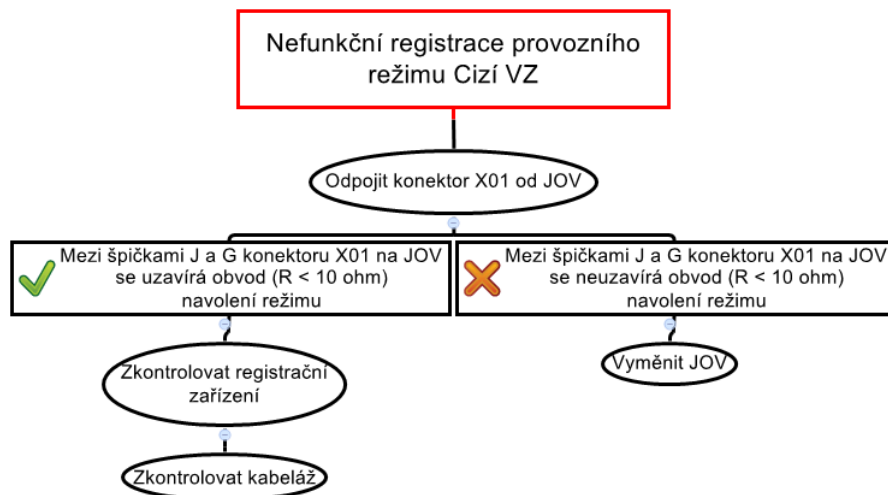 Nefunkční registrace provozního
režimu Cizí VZ
Odpojit konektor X01 od JOV
Mezi špičkami J a G konektoru X01 na JOV
se uzavírá obvod (R < 10 ohm)
navolení režimu
Mezi špičkami J a G konektoru X01 na JOV
se neuzavírá obvod (R < 10 ohm)
navolení režimu
Zkontrolovat registrační
zařízení
Vyměnit JOV
Zkontrolovat kabeláž